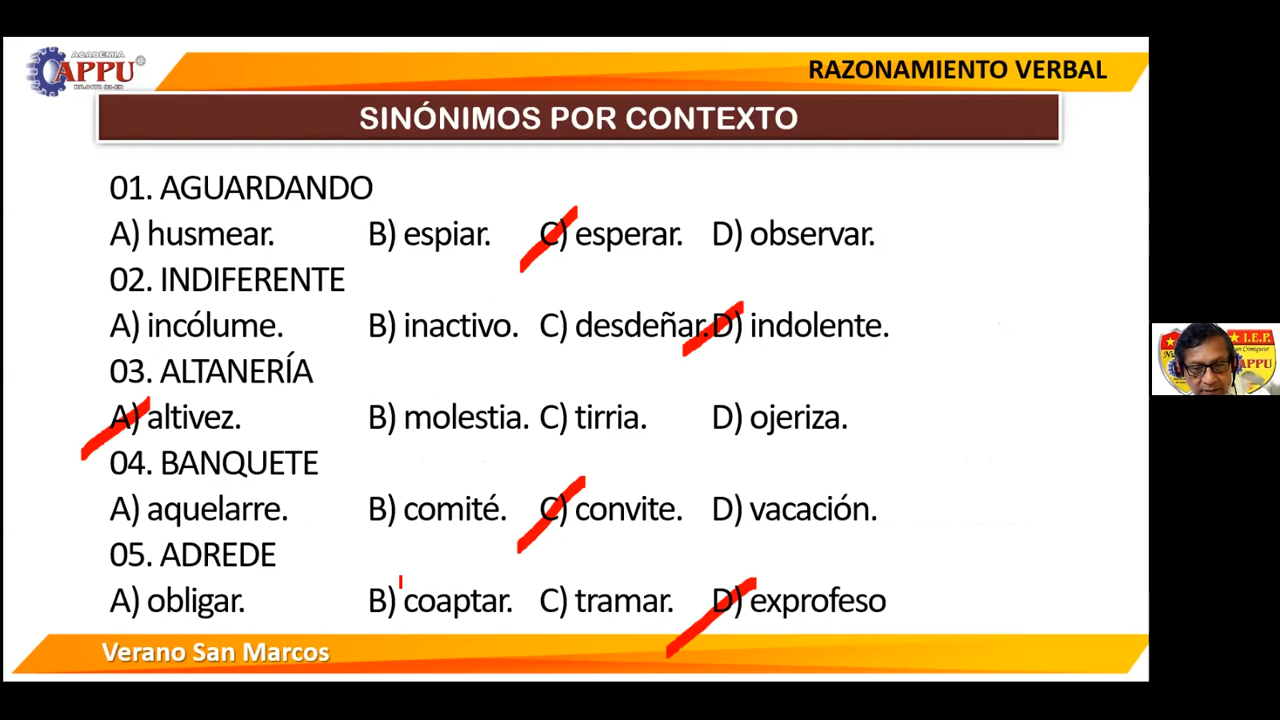 ACADEMIA
APPU
RAZONAMIENTO VERBAL
SINÓNIMOS POR CONTEXTO
01. AGUARDANDO
A) husmear. B) espiar. C) esperar. D) observar.
02. INDIFERENTE
A) incólume. B) inactivo. C) desdeñar. D) indolente.
03. ALTANERÍA
A) altivez. B) molestia. C) tirria. D) ojeriza.
04. BANQUETE
A) aquelarre. B) comité. C) convite. D) vacación.
05. ADREDE
A) obligar. B) coaptar. C) tramar. D) exprofeso
Verano San Marcos
I.E.P.
APPU